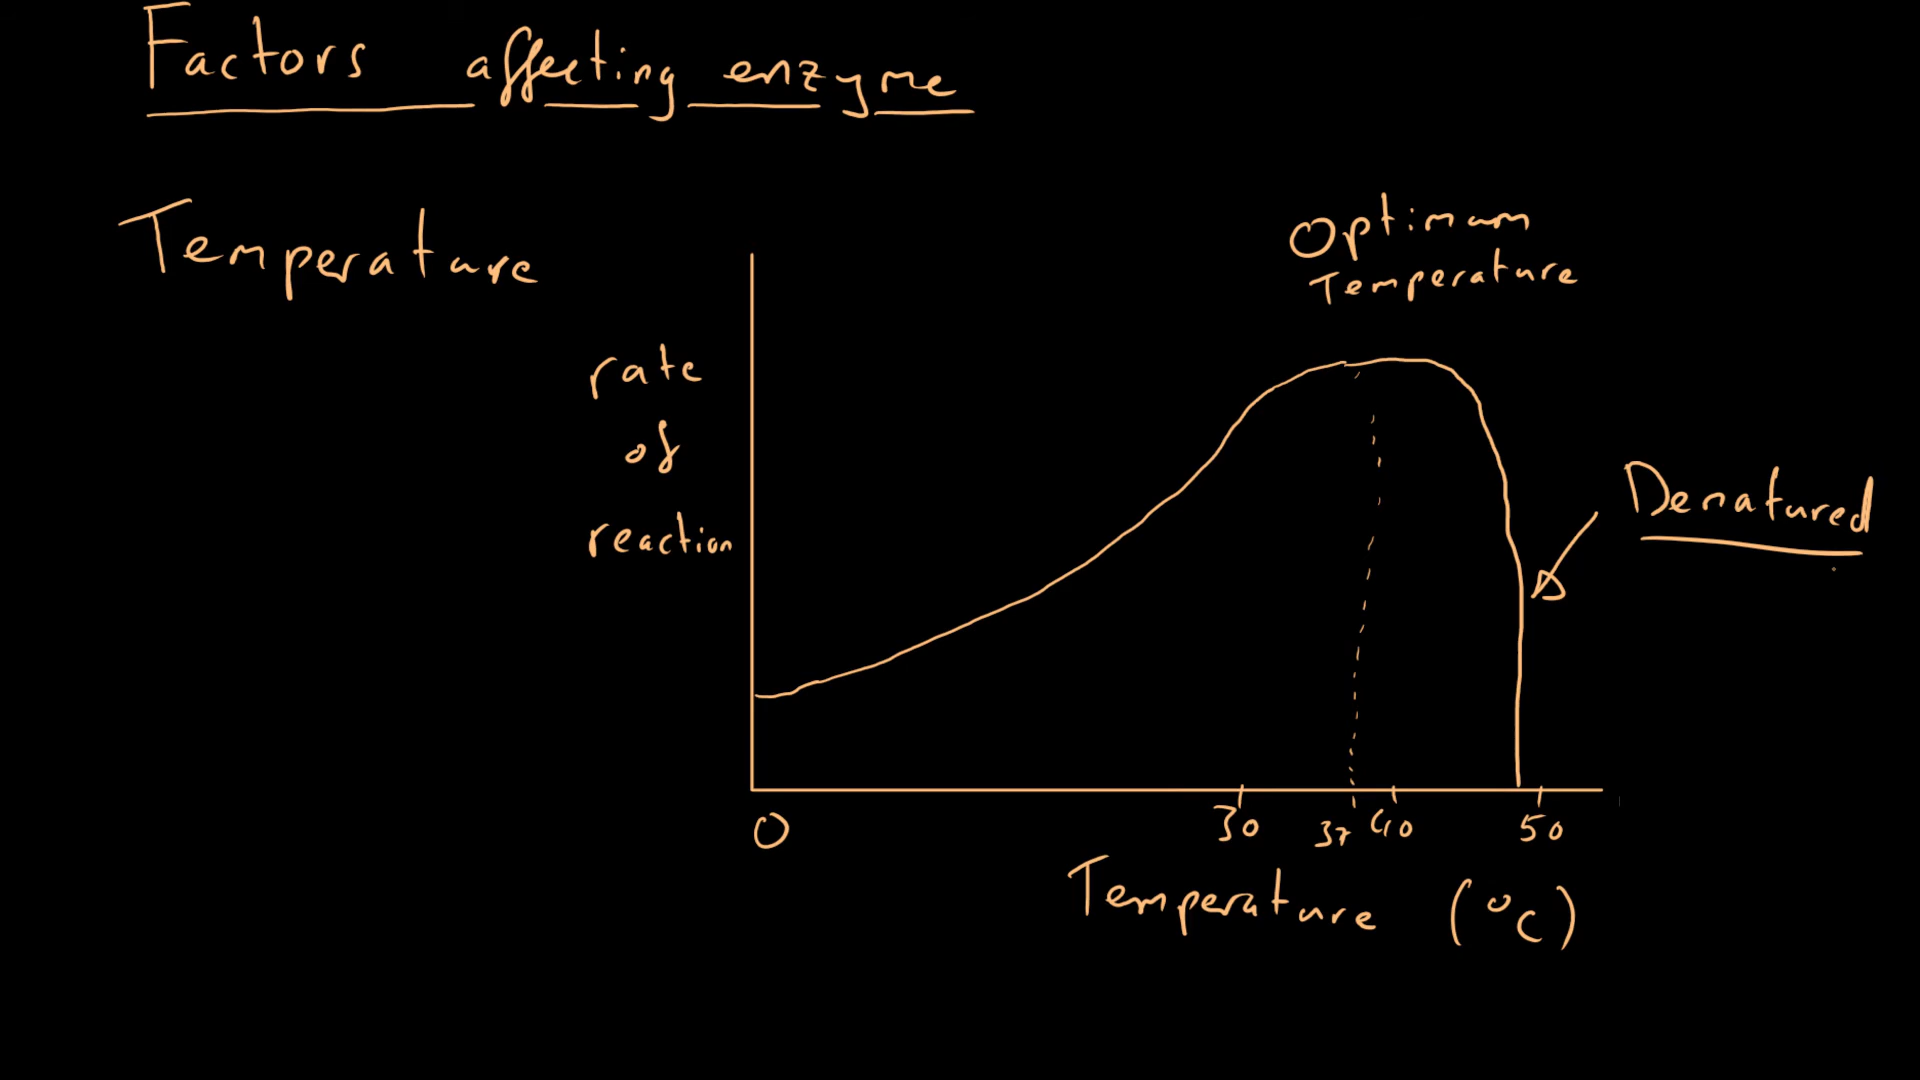 Factors affecting enzyme
Temperature
Optimum
Temperature
rate
of
reaction
Denatured
0 30 37 40 50
Temperature (°C)